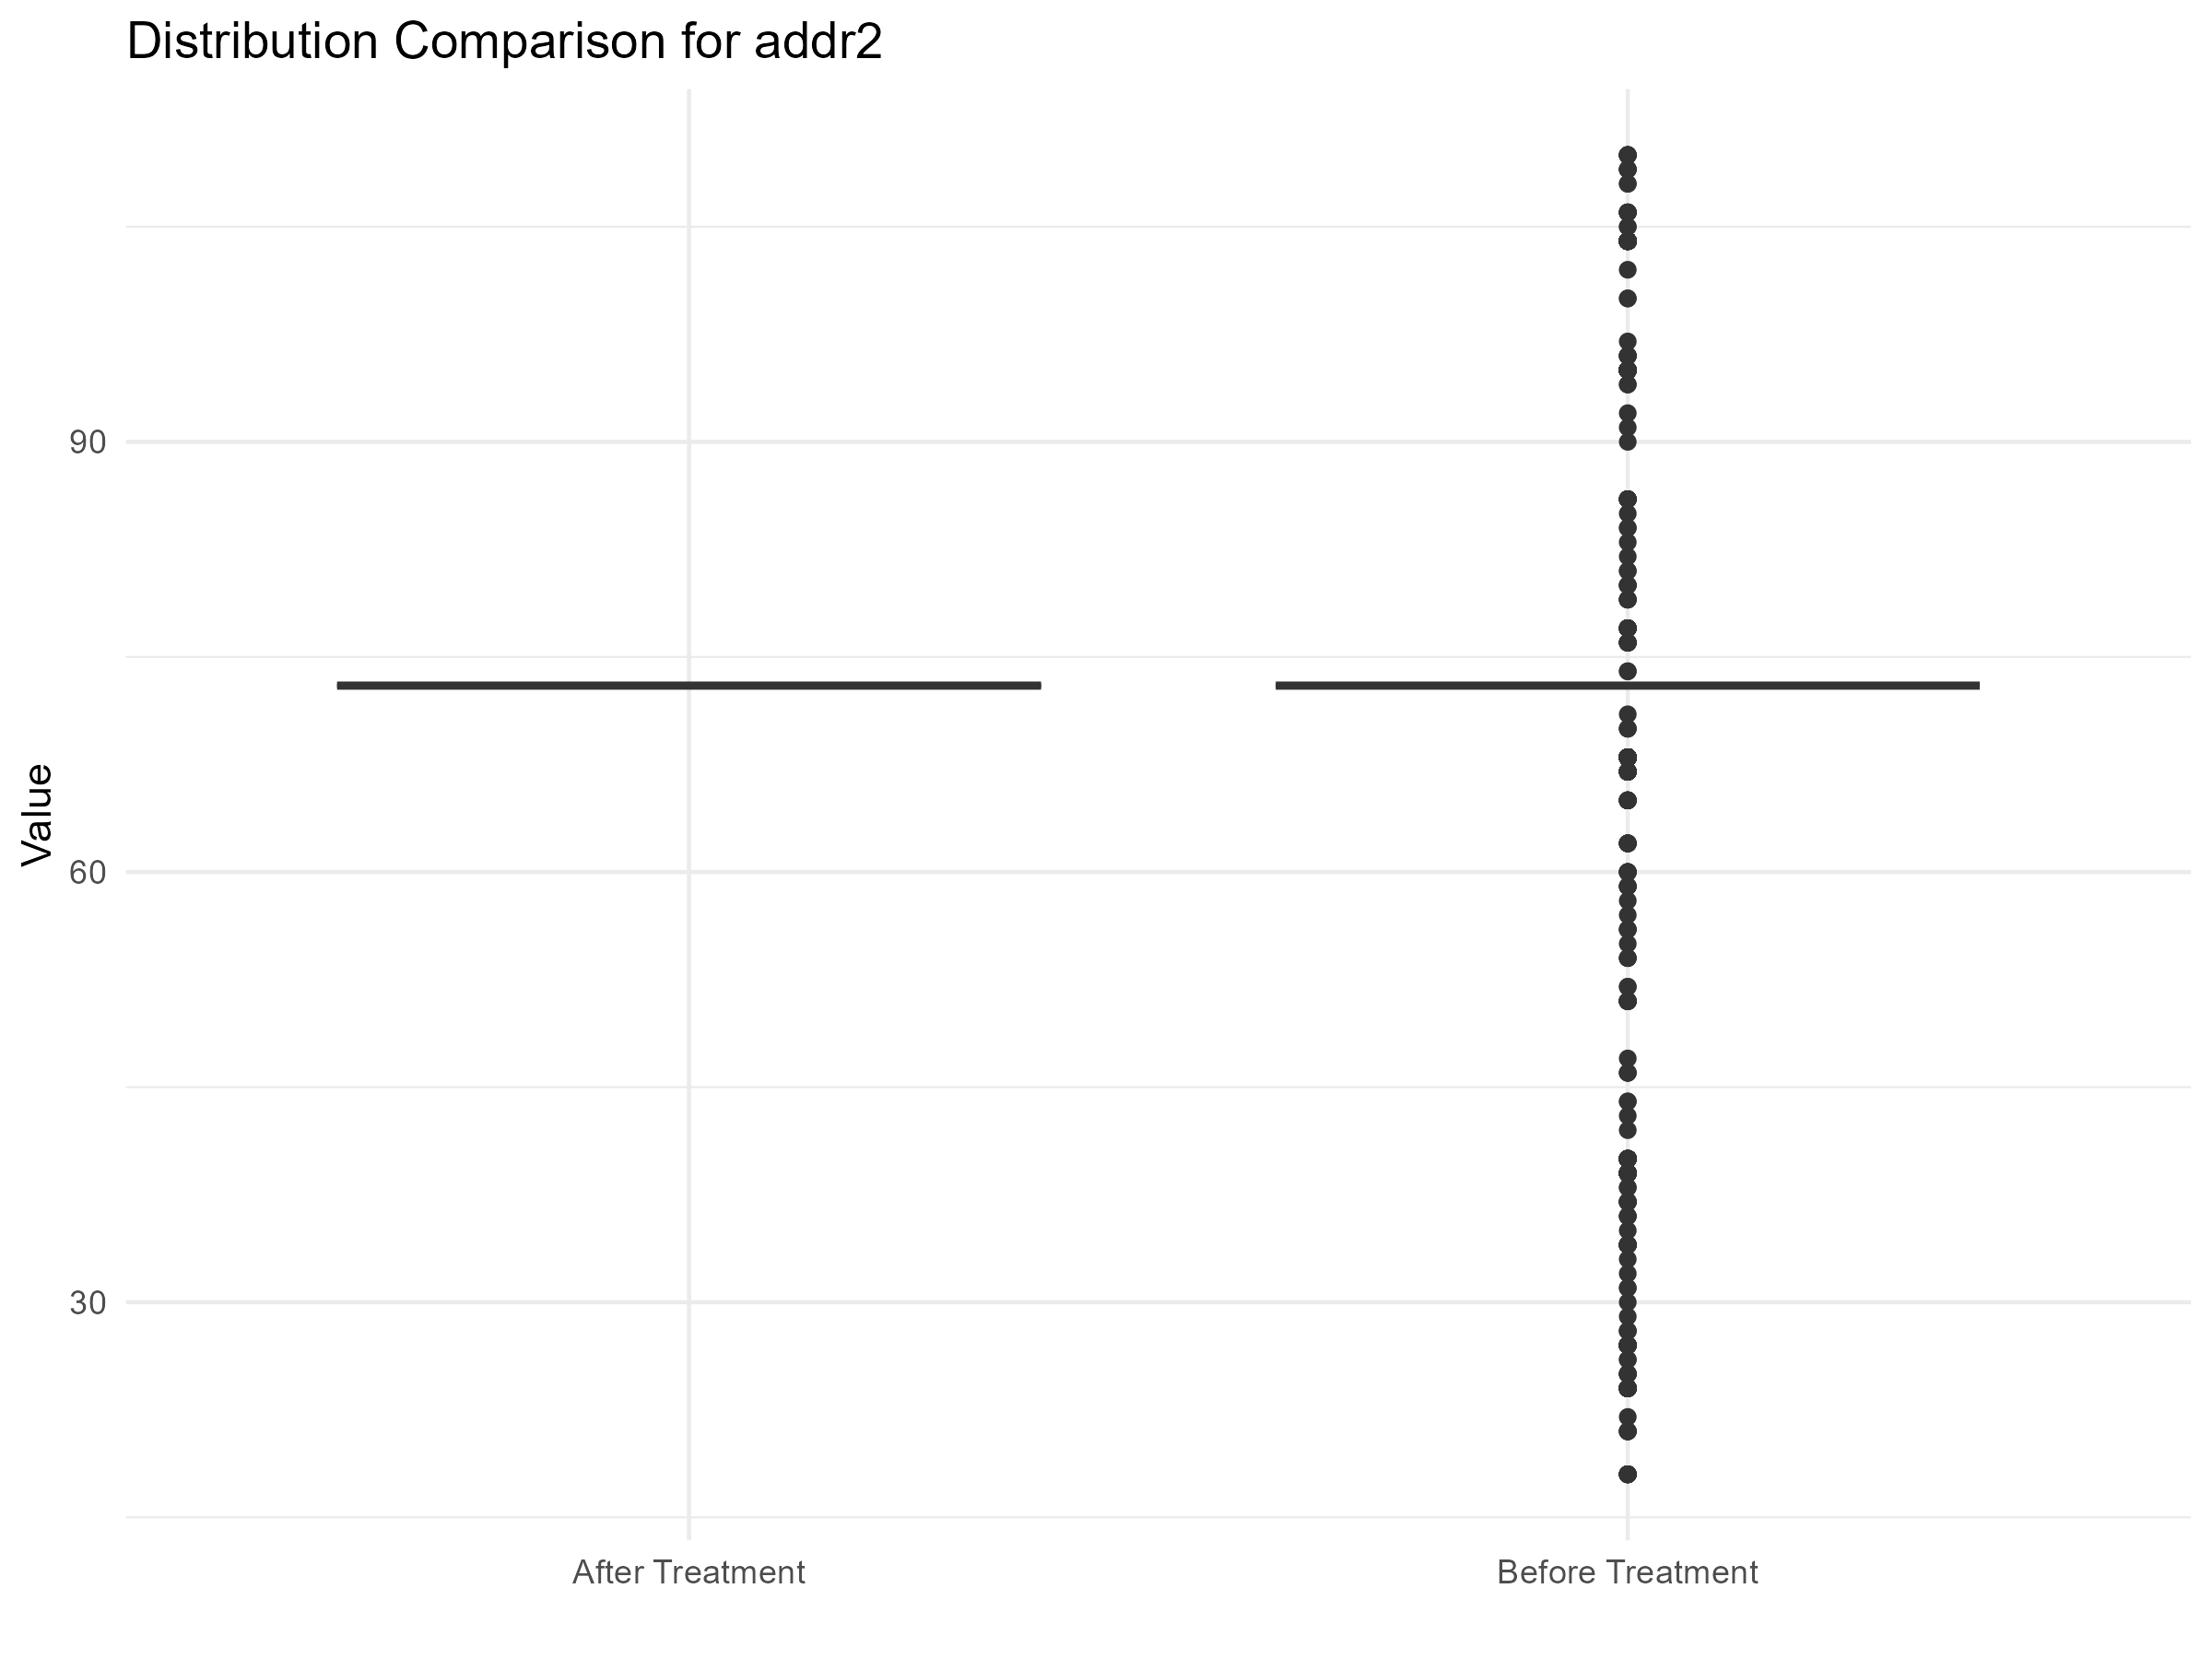 Distribution Comparison for addr2
Value
90
60
30
After Treatment
Before Treatment